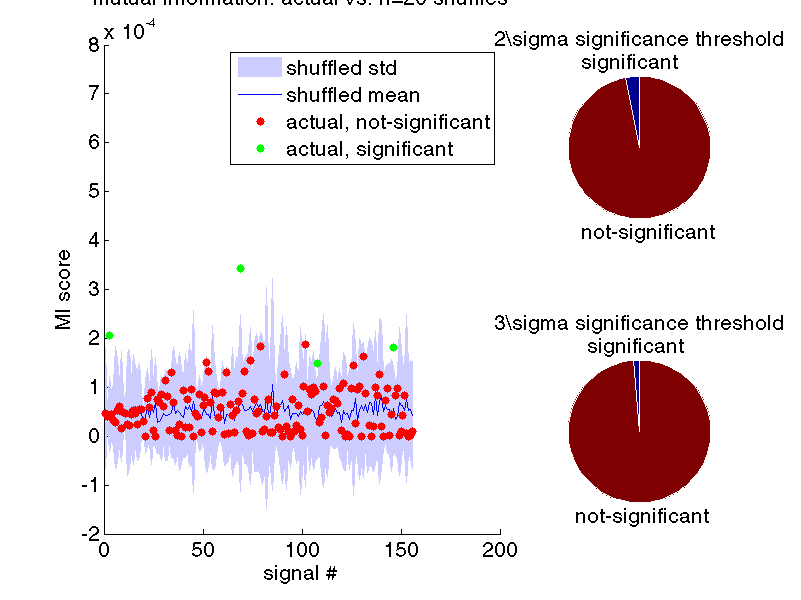 mutual information: actual vs. n=20 shuffles
x 10^-4
8
7
6
5
4
3
2
1
0
-1
-2
0 50 100 150 200
MI score
signal #
shuffled std
shuffled mean
actual, not-significant
actual, significant
2\sigma significance threshold
significant
not-significant
3\sigma significance threshold
significant
not-significant